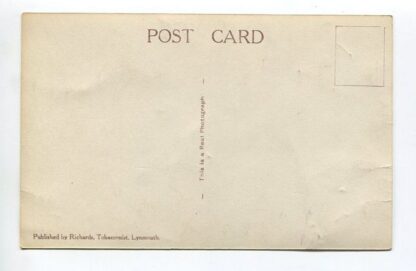 POST CARD
This is a Real Photograph.
Published by Richards, Tobacconist, Lynmouth.